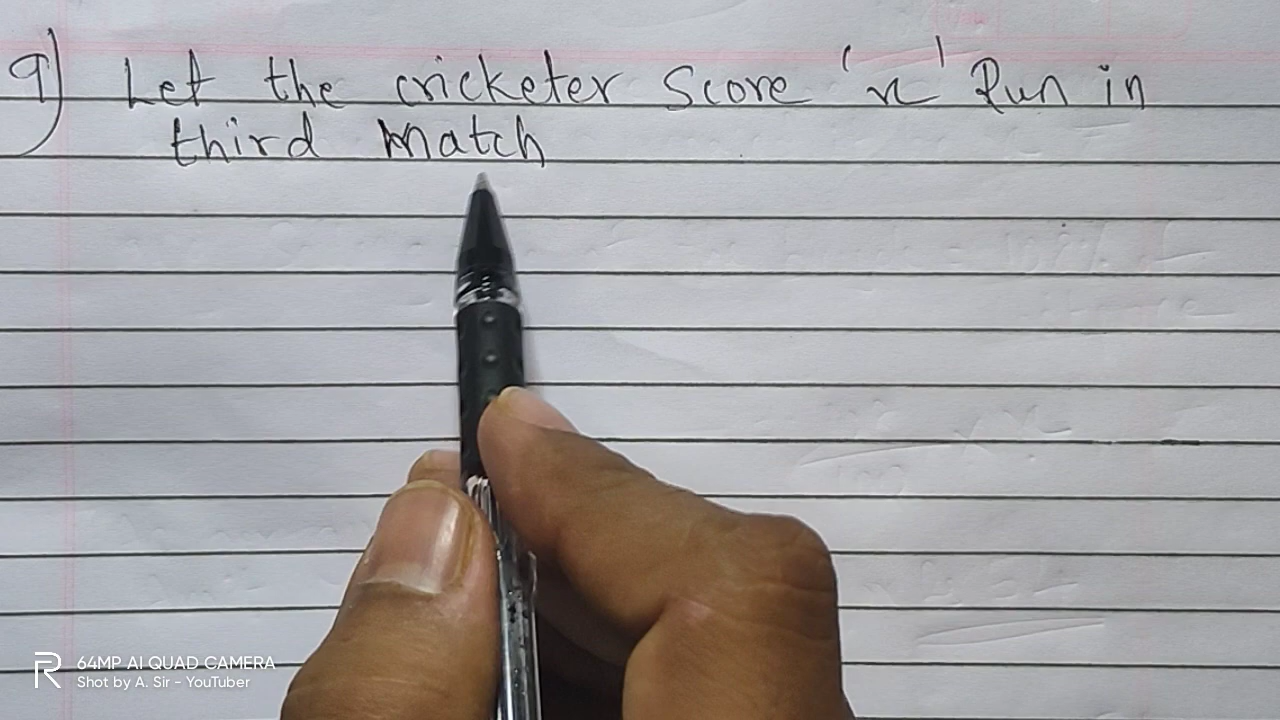 9) Let the cricketer Score 'x' Run in
third match
64MP AI QUAD CAMERA
Shot by A. Sir - YouTuber